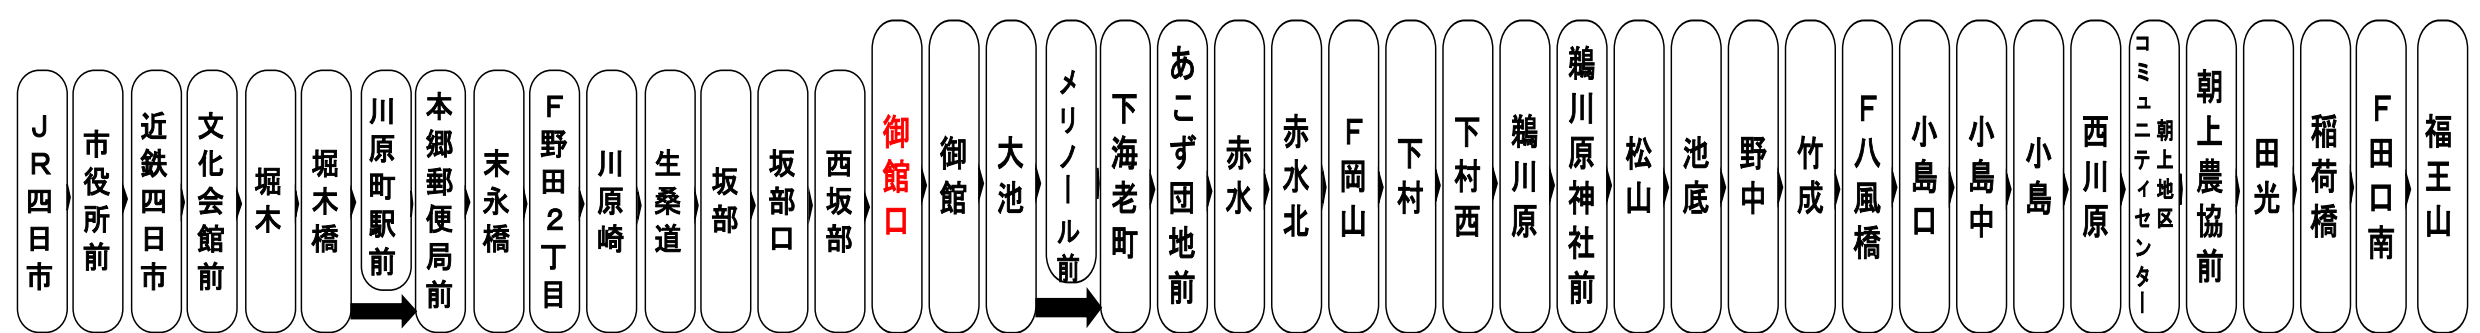 ＪＲ四日市
市役所前
近鉄四日市
文化会館前
堀木
堀木橋
川原町駅前
本郷郵便局前
末永橋
Ｆ野田２丁目
川原崎
生桑道
坂部
坂部口
西坂部
御館口
御館
大池
メリノール前
下海老町
あこず団地前
赤水
赤水北
Ｆ岡山
下村
下村西
鵜川原
鵜川原神社前
松山
池底
野中
竹成
Ｆ八風橋
小島口
小島中
小島
西川原
朝上地区
コミュニティセンター
朝上農協前
田光
稲荷橋
Ｆ田口南
福王山